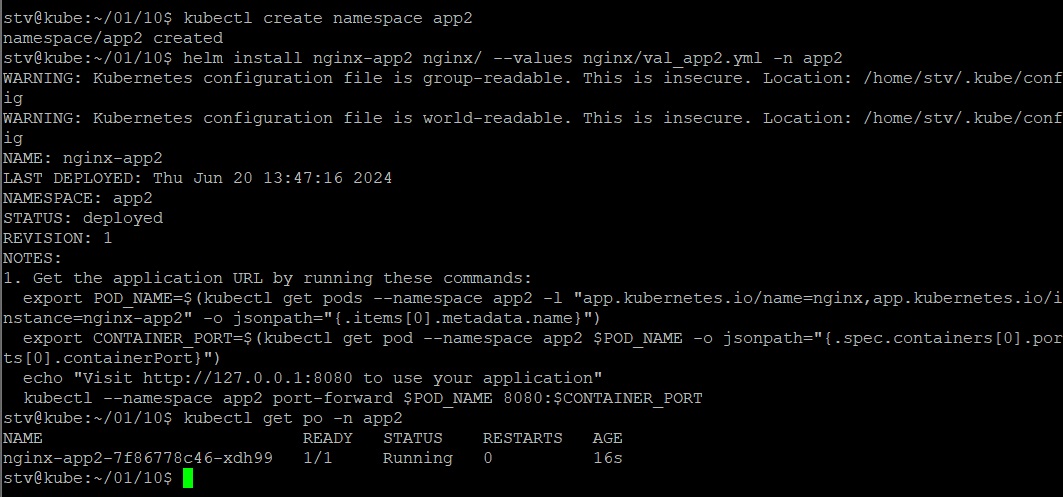 stv@kube:~/01/10$ kubectl create namespace app2
namespace/app2 created
stv@kube:~/01/10$ helm install nginx-app2 nginx/ --values nginx/val_app2.yml -n app2
WARNING: Kubernetes configuration file is group-readable. This is insecure. Location: /home/stv/.kube/conf
ig
WARNING: Kubernetes configuration file is world-readable. This is insecure. Location: /home/stv/.kube/conf
ig
NAME: nginx-app2
LAST DEPLOYED: Thu Jun 20 13:47:16 2024
NAMESPACE: app2
STATUS: deployed
REVISION: 1
NOTES:
1. Get the application URL by running these commands:
  export POD_NAME=$(kubectl get pods --namespace app2 -l "app.kubernetes.io/name=nginx,app.kubernetes.io/i
nstance=nginx-app2" -o jsonpath="{.items[0].metadata.name}")
  export CONTAINER_PORT=$(kubectl get pod --namespace app2 $POD_NAME -o jsonpath="{.spec.containers[0].por
ts[0].containerPort}")
  echo "Visit http://127.0.0.1:8080 to use your application"
  kubectl --namespace app2 port-forward $POD_NAME 8080:$CONTAINER_PORT
stv@kube:~/01/10$ kubectl get po -n app2
NAME                          READY   STATUS    RESTARTS   AGE
nginx-app2-7f86778c46-xdh99   1/1     Running   0          16s
stv@kube:~/01/10$